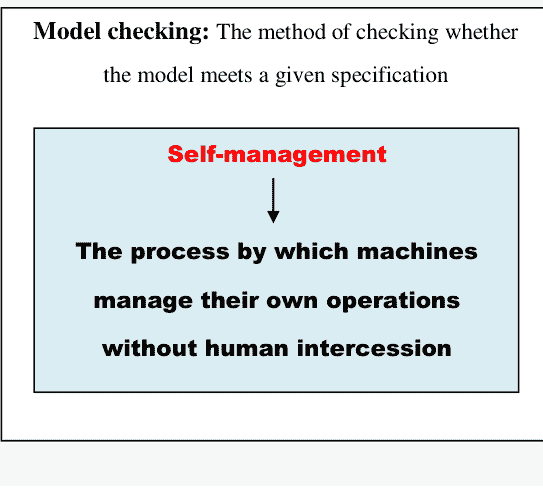 Model checking: The method of checking whether
the model meets a given specification
Self-management
The process by which machines
manage their own operations
without human intercession